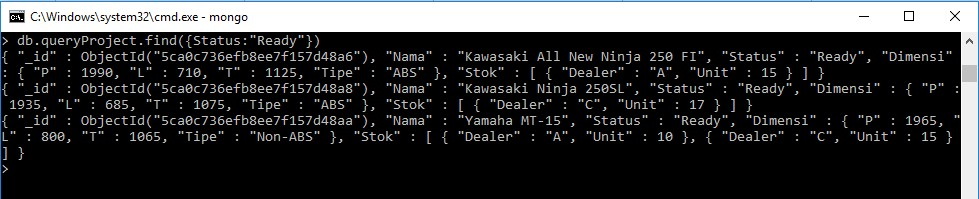 C:\Windows\system32\cmd.exe - mongo
> db.queryProject.find({Status:"Ready"})
{ "_id" : ObjectId("5ca0c736efb8ee7f157d48a6"), "Nama" : "Kawasaki All New Ninja 250 FI", "Status" : "Ready", "Dimensi"
: { "P" : 1990, "L" : 710, "T" : 1125, "Tipe" : "ABS" }, "Stok" : [ { "Dealer" : "A", "Unit" : 15 } ] }
{ "_id" : ObjectId("5ca0c736efb8ee7f157d48a8"), "Nama" : "Kawasaki Ninja 250SL", "Status" : "Ready", "Dimensi" : { "P" :
1935, "L" : 685, "T" : 1075, "Tipe" : "ABS" }, "Stok" : [ { "Dealer" : "C", "Unit" : 17 } ] }
{ "_id" : ObjectId("5ca0c736efb8ee7f157d48aa"), "Nama" : "Yamaha MT-15", "Status" : "Ready", "Dimensi" : { "P" : 1965, "
L" : 800, "T" : 1065, "Tipe" : "Non-ABS" }, "Stok" : [ { "Dealer" : "A", "Unit" : 10 }, { "Dealer" : "C", "Unit" : 15 }
] }
>